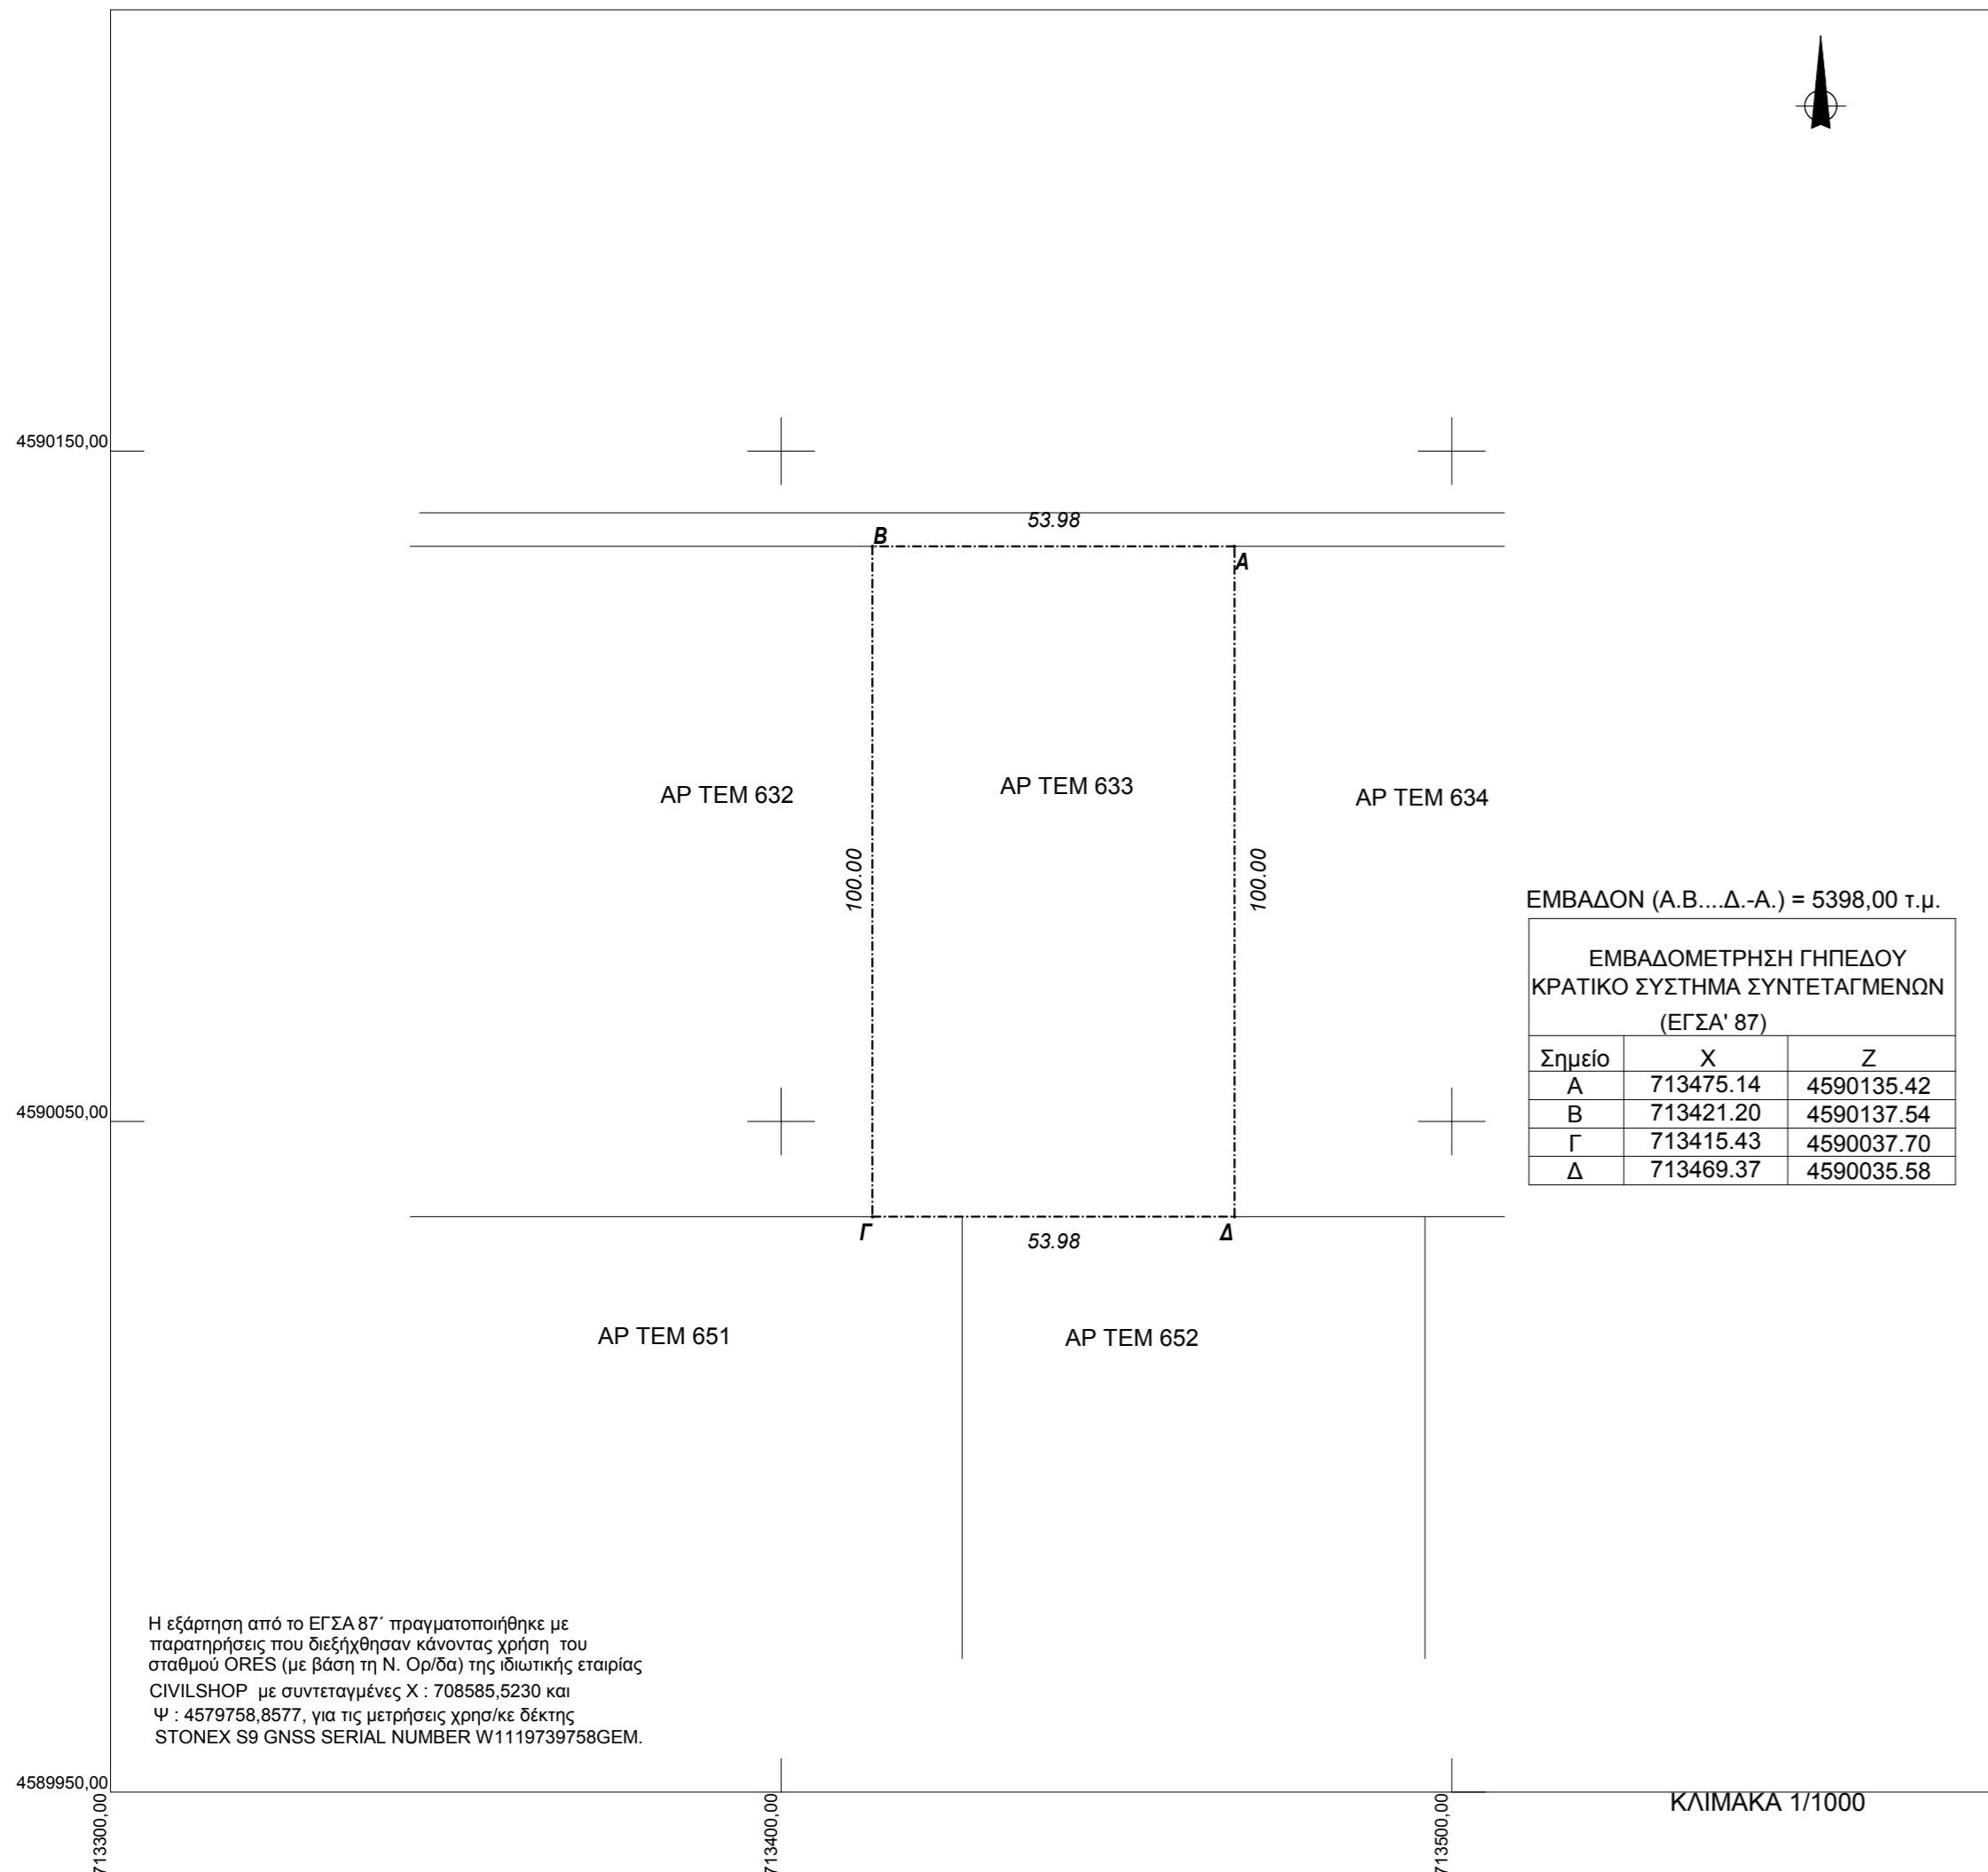 4590150,00
53.98
B
A
ΑΡ ΤΕΜ 632
ΑΡ ΤΕΜ 633
ΑΡ ΤΕΜ 634
100.00
100.00
ΕΜΒΑΔΟΝ (Α.Β....Δ.-Α.) = 5398,00 τ.μ.
ΕΜΒΑΔΟΜΕΤΡΗΣΗ ΓΗΠΕΔΟΥ
ΚΡΑΤΙΚΟ ΣΥΣΤΗΜΑ ΣΥΝΤΕΤΑΓΜΕΝΩΝ
(ΕΓΣΑ' 87)
Σημείο X Z
Α 713475.14 4590135.42
Β 713421.20 4590137.54
Γ 713415.43 4590037.70
Δ 713469.37 4590035.58
4590050,00
Γ
Δ
53.98
ΑΡ ΤΕΜ 651
ΑΡ ΤΕΜ 652
Η εξάρτηση από το ΕΓΣΑ 87΄ πραγματοποιήθηκε με
παρατηρήσεις που διεξήχθησαν κάνοντας χρήση του
σταθμού ORES (με βάση τη Ν. Ορ/δα) της ιδιωτικής εταιρίας
CIVILSHOP με συντεταγμένες Χ : 708585,5230 και
Ψ : 4579758,8577, για τις μετρήσεις χρησ/κε δέκτης
STONEX S9 GNSS SERIAL NUMBER W1119739758GEM.
4589950,00
713300,00
713400,00
713500,00
ΚΛΙΜΑΚΑ 1/1000